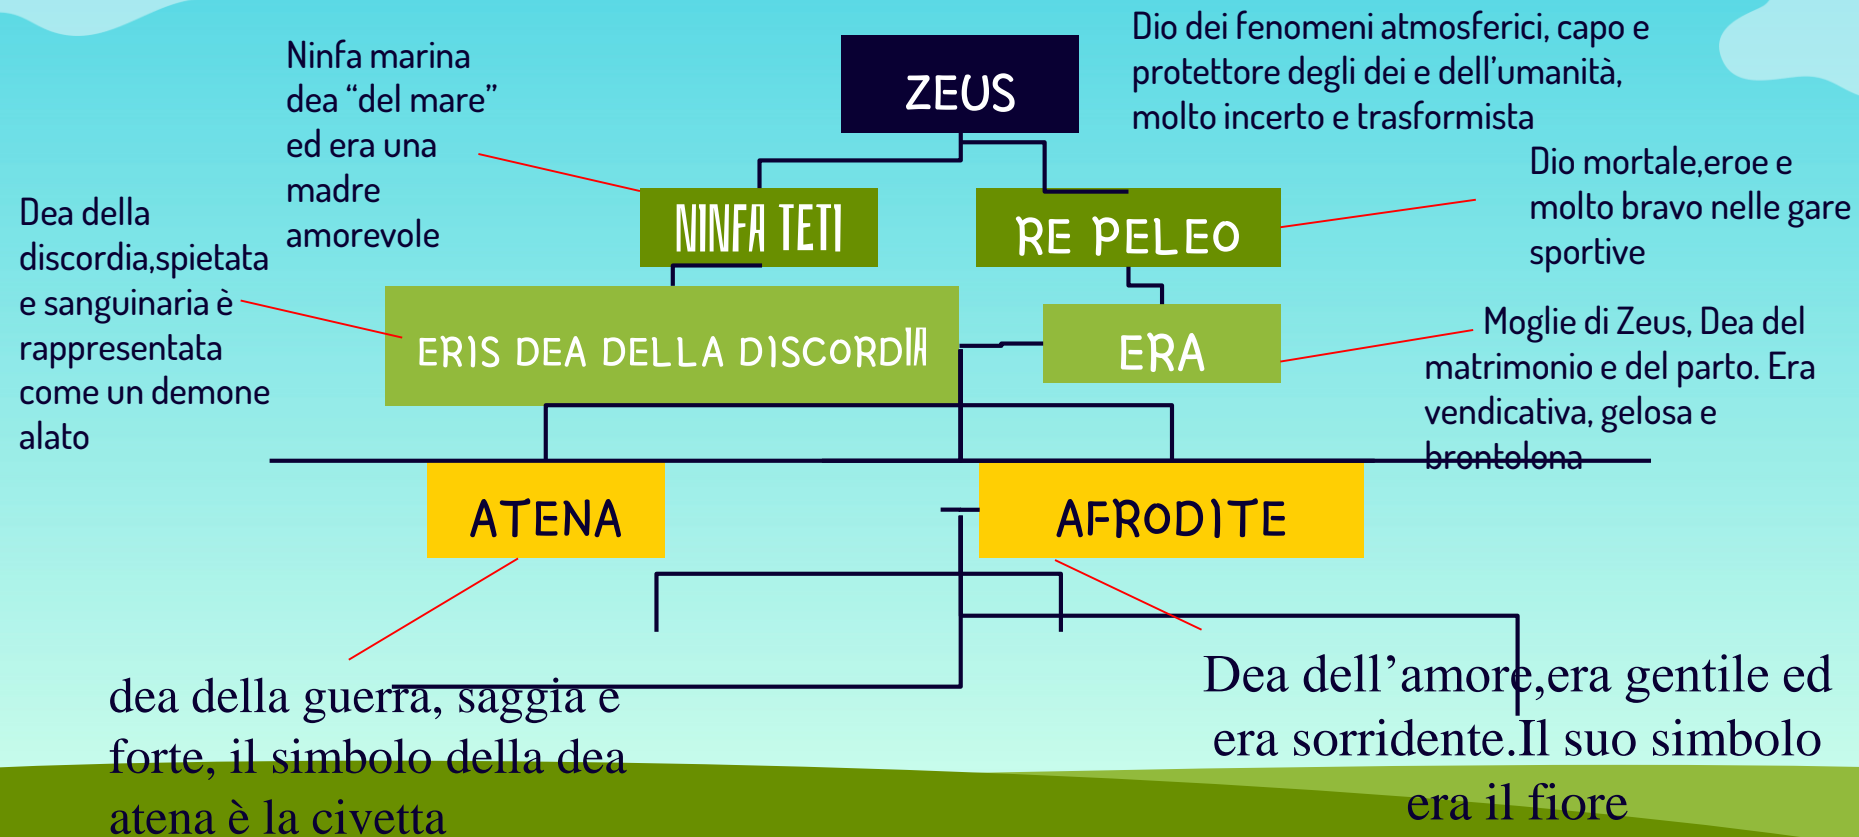 ZEUS
Dio dei fenomeni atmosferici, capo e
protettore degli dei e dell'umanità,
molto incerto e trasformista
Ninfa marina
dea “del mare”
ed era una
madre
amorevole
NINFA TETI
RE PELEO
Dio mortale,eroe e
molto bravo nelle gare
sportive
Dea della
discordia,spietata
e sanguinaria è
rappresentata
come un demone
alato
ERIS DEA DELLA DISCORDIA
ERA
Moglie di Zeus, Dea del
matrimonio e del parto. Era
vendicativa, gelosa e
brontolona
ATENA
AFRODITE
dea della guerra, saggia e
forte, il simbolo della dea
atena è la civetta
Dea dell’amore,era gentile ed
era sorridente.Il suo simbolo
era il fiore